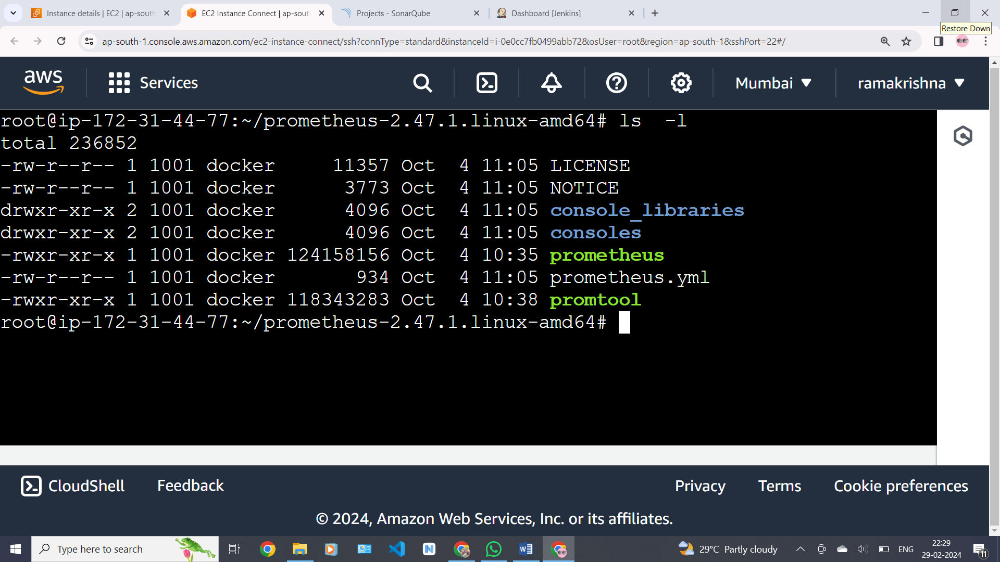 Instance details | EC2 | ap-south
EC2 Instance Connect | ap-sout
Projects - SonarQube
Dashboard [Jenkins]
Restore Down
ap-south-1.console.aws.amazon.com/ec2-instance-connect/ssh?connType=standard&instanceId=i-0e0cc7fb0499abb72&osUser=root&region=ap-south-1&sshPort=22#/
aws
Services
Mumbai
ramakrishna
root@ip-172-31-44-77:~/prometheus-2.47.1.linux-amd64# ls  -l
total 236852
-rw-r--r-- 1 1001 docker     11357 Oct  4 11:05 LICENSE
-rw-r--r-- 1 1001 docker      3773 Oct  4 11:05 NOTICE
drwxr-xr-x 2 1001 docker      4096 Oct  4 11:05 console_libraries
drwxr-xr-x 2 1001 docker      4096 Oct  4 11:05 consoles
-rwxr-xr-x 1 1001 docker 124158156 Oct  4 10:35 prometheus
-rw-r--r-- 1 1001 docker       934 Oct  4 11:05 prometheus.yml
-rwxr-xr-x 1 1001 docker 118343283 Oct  4 10:38 promtool
root@ip-172-31-44-77:~/prometheus-2.47.1.linux-amd64#
CloudShell
Feedback
Privacy
Terms
Cookie preferences
© 2024, Amazon Web Services, Inc. or its affiliates.
Type here to search
29°C Partly cloudy
ENG
22:29
29-02-2024
11